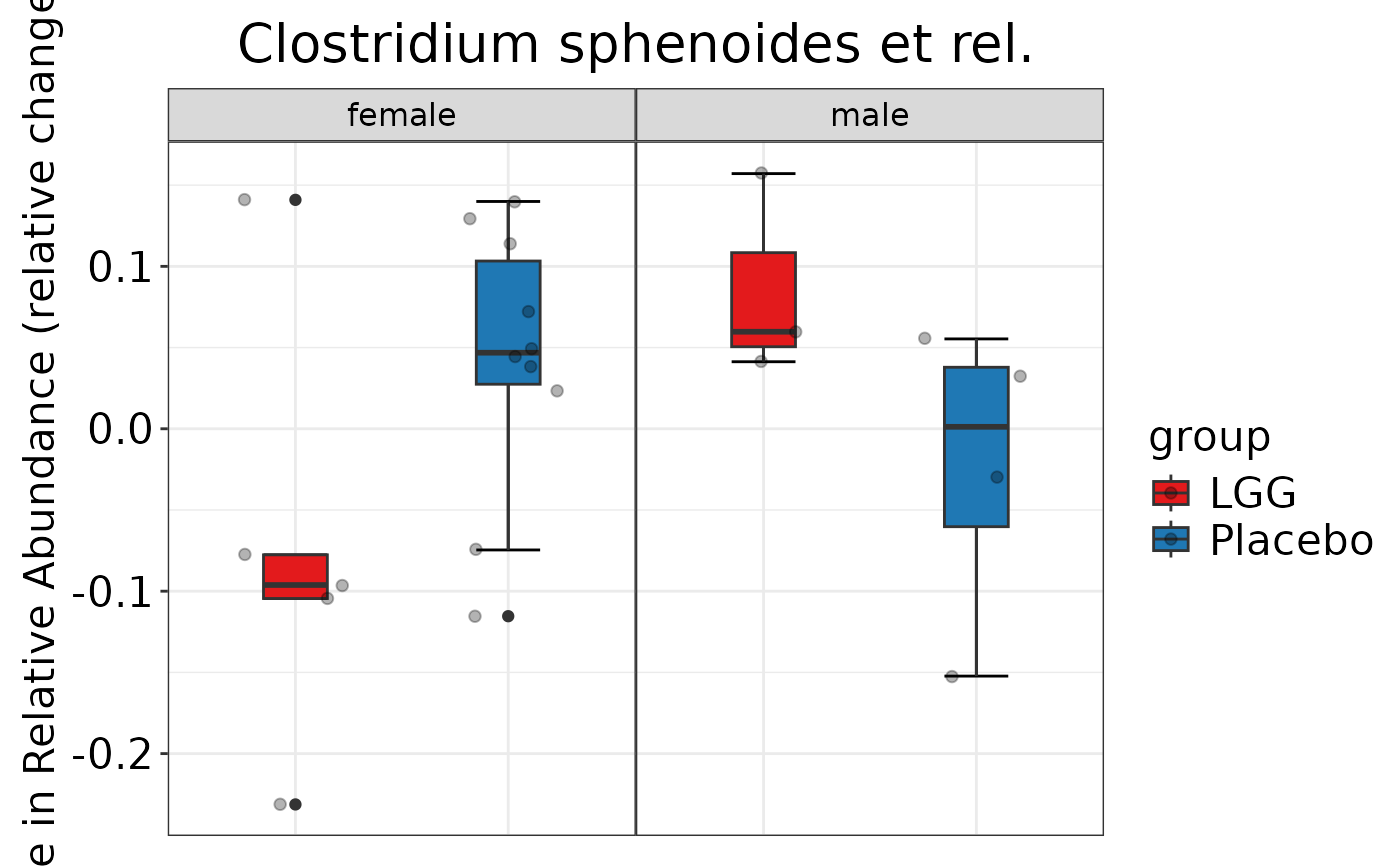 Clostridium sphenoides et rel.
female
male
in Relative Abundance (relative change
0.1
0.0
-0.1
-0.2
group
LGG
Placebo